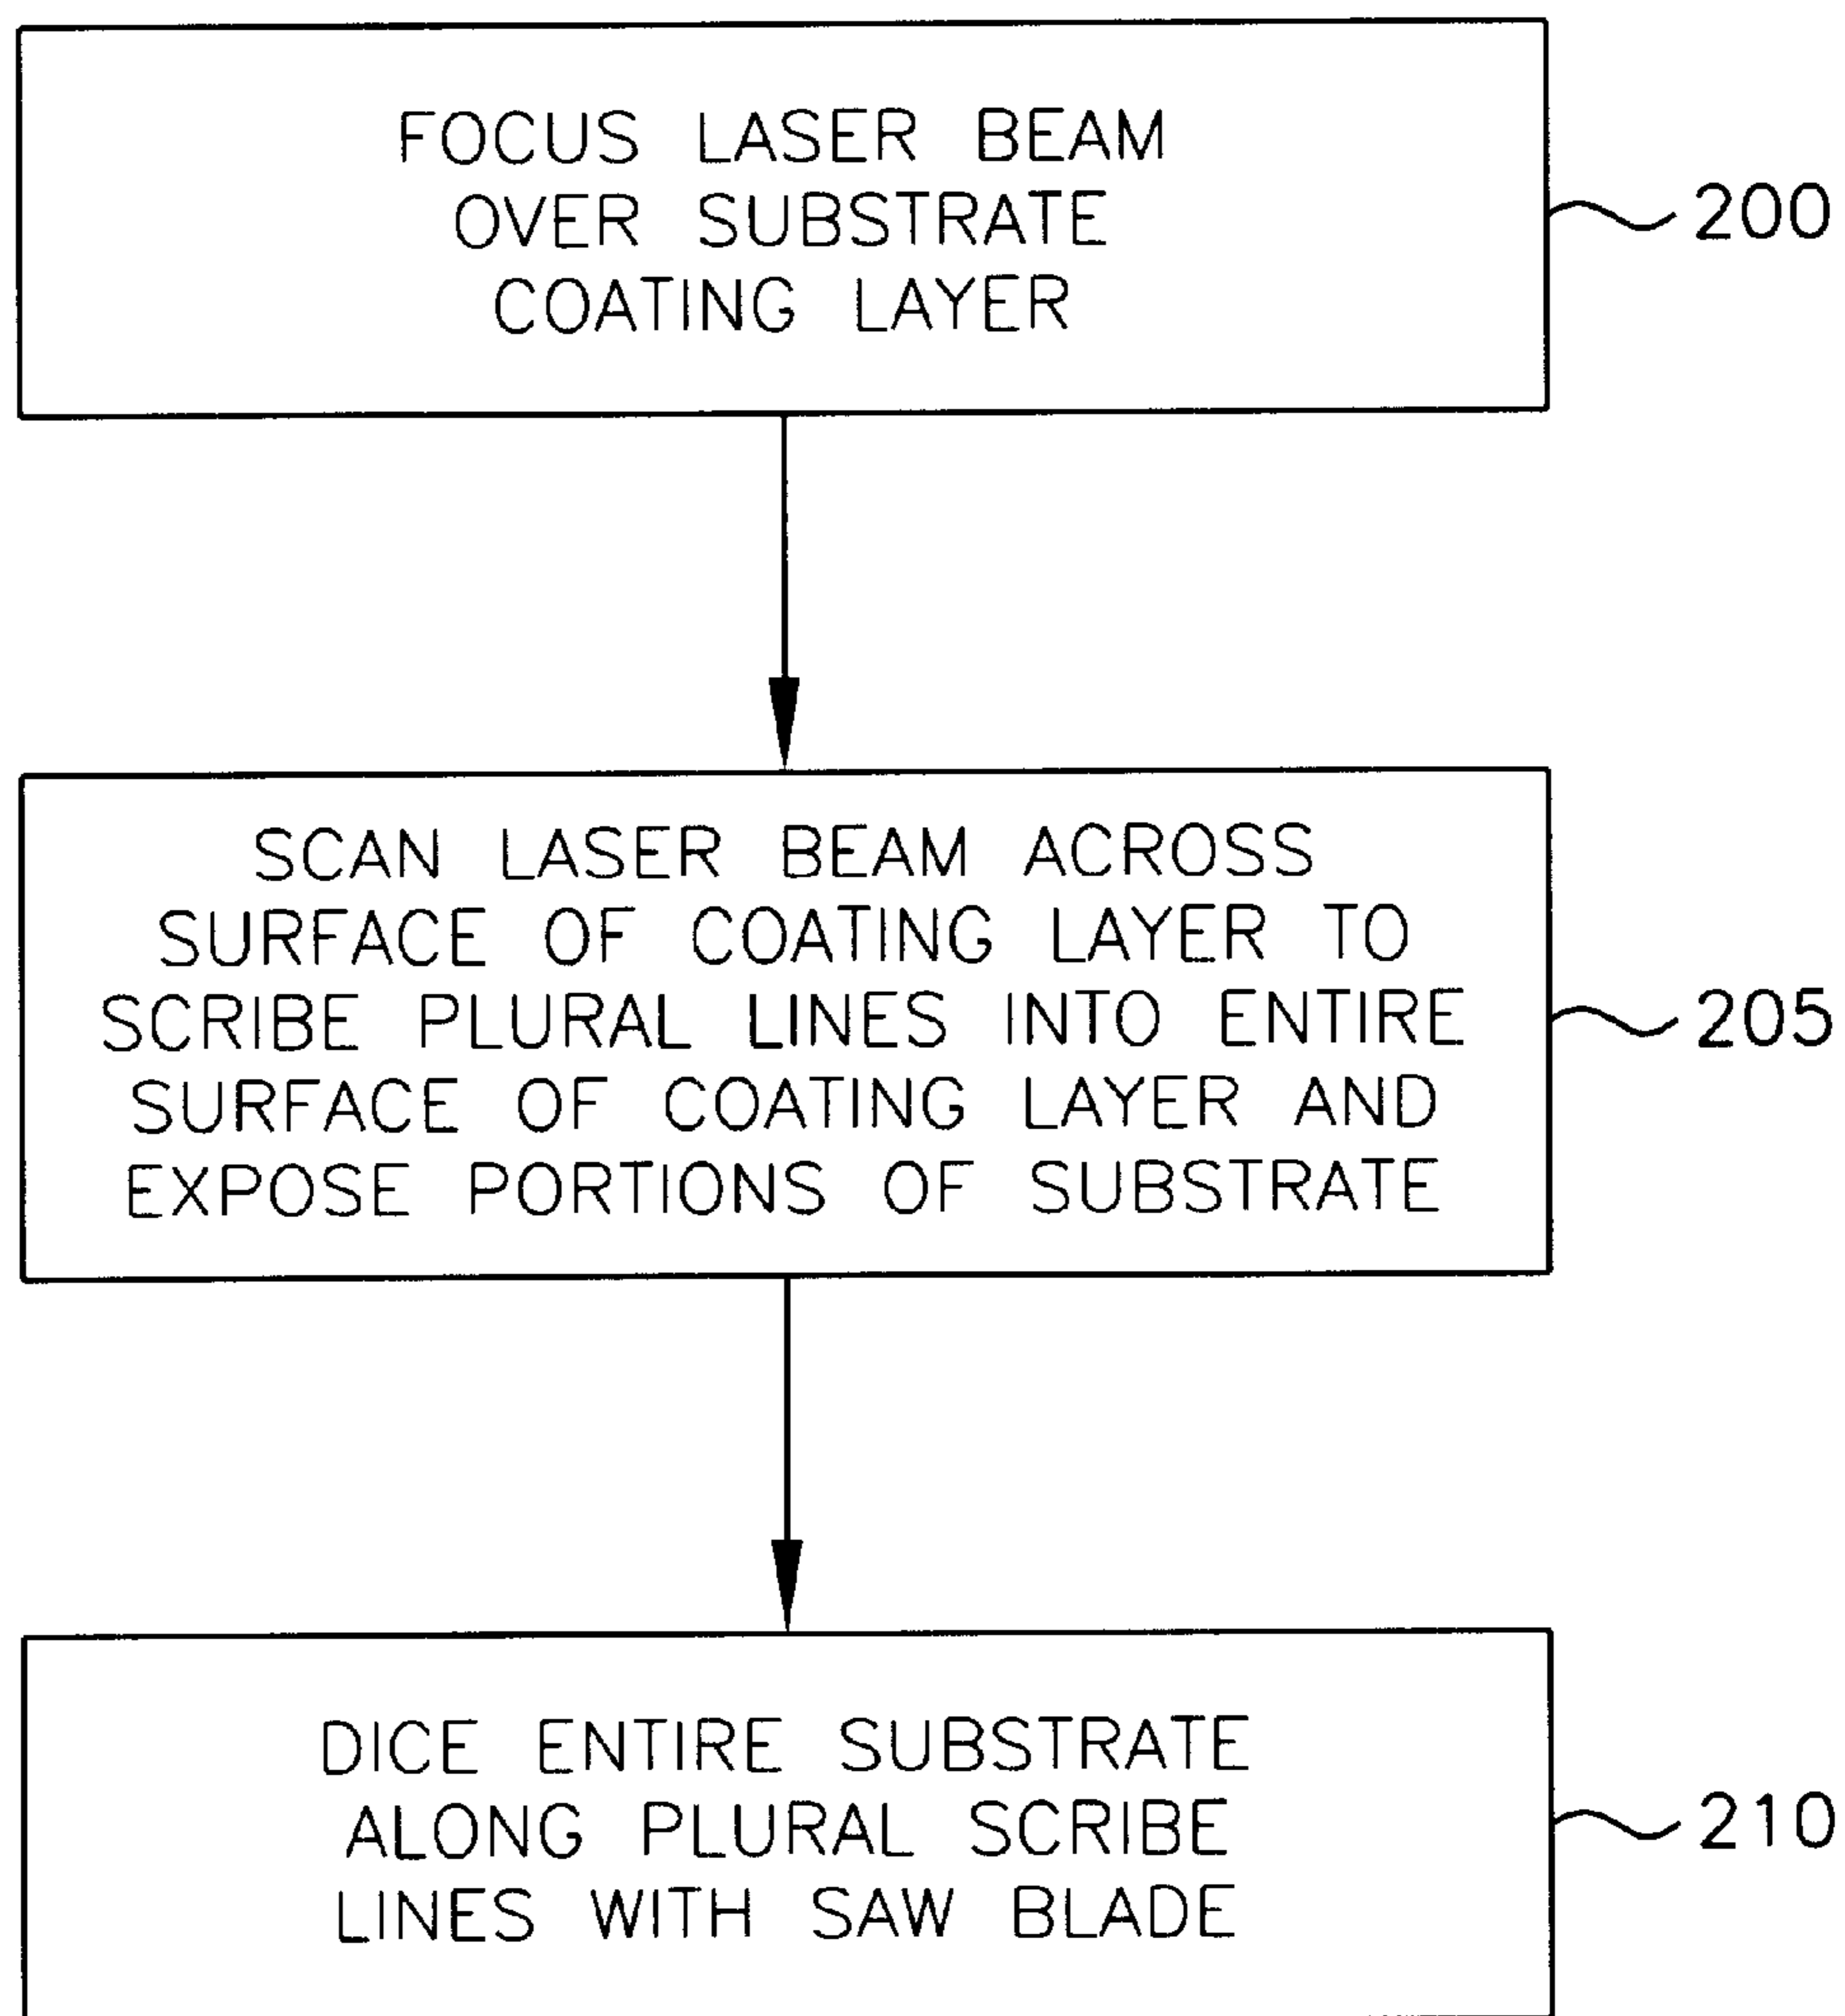 FOCUS LASER BEAM
OVER SUBSTRATE
COATING LAYER
200
SCAN LASER BEAM ACROSS
SURFACE OF COATING LAYER TO
SCRIBE PLURAL LINES INTO ENTIRE
SURFACE OF COATING LAYER AND
EXPOSE PORTIONS OF SUBSTRATE
205
DICE ENTIRE SUBSTRATE
ALONG PLURAL SCRIBE
LINES WITH SAW BLADE
210